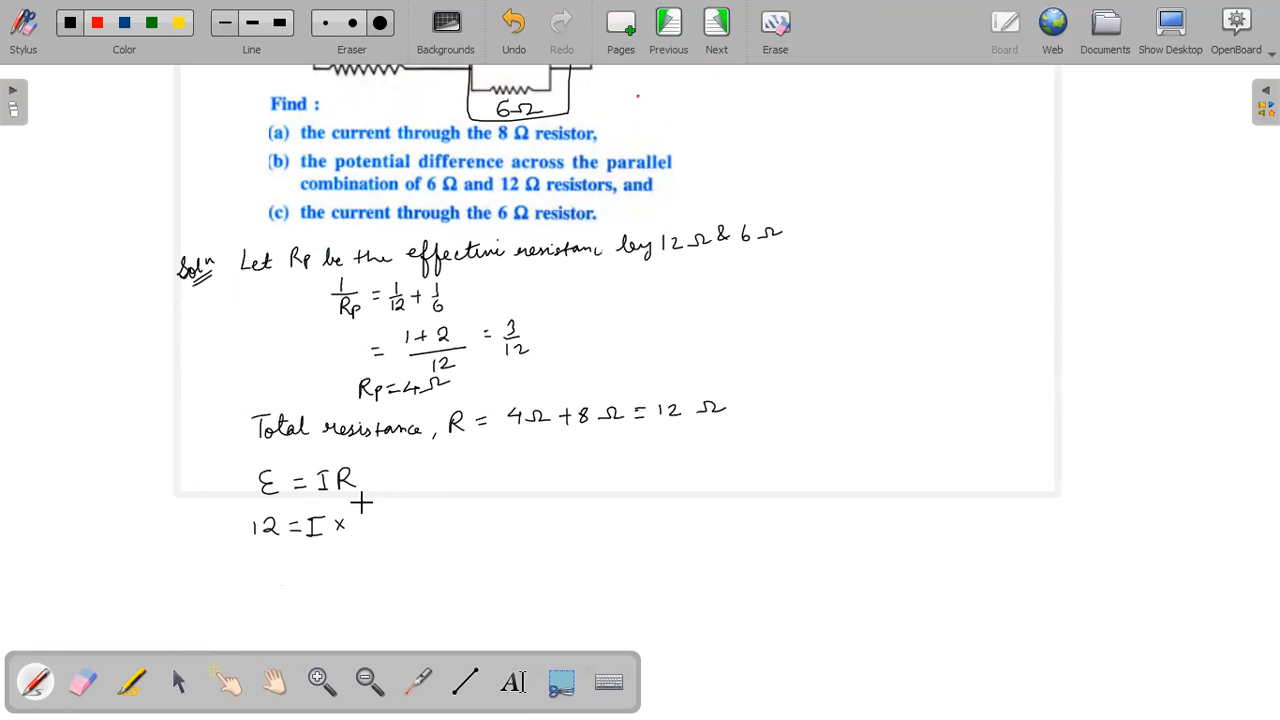 Stylus Color Line Eraser Backgrounds Undo Redo Pages Previous Next Erase Board Web Documents Show Desktop OpenBoard
6Ω
Find :
(a) the current through the 8 Ω resistor,
(b) the potential difference across the parallel
combination of 6 Ω and 12 Ω resistors, and
(c) the current through the 6 Ω resistor.
Solⁿ Let Rp be the effective resistanc by 12 Ω & 6 Ω
1/Rp = 1/12 + 1/6
= (1+2)/12 = 3/12
Rp = 4 Ω
Total resistance, R = 4Ω + 8 Ω = 12 Ω
ε = IR
12 = I ×